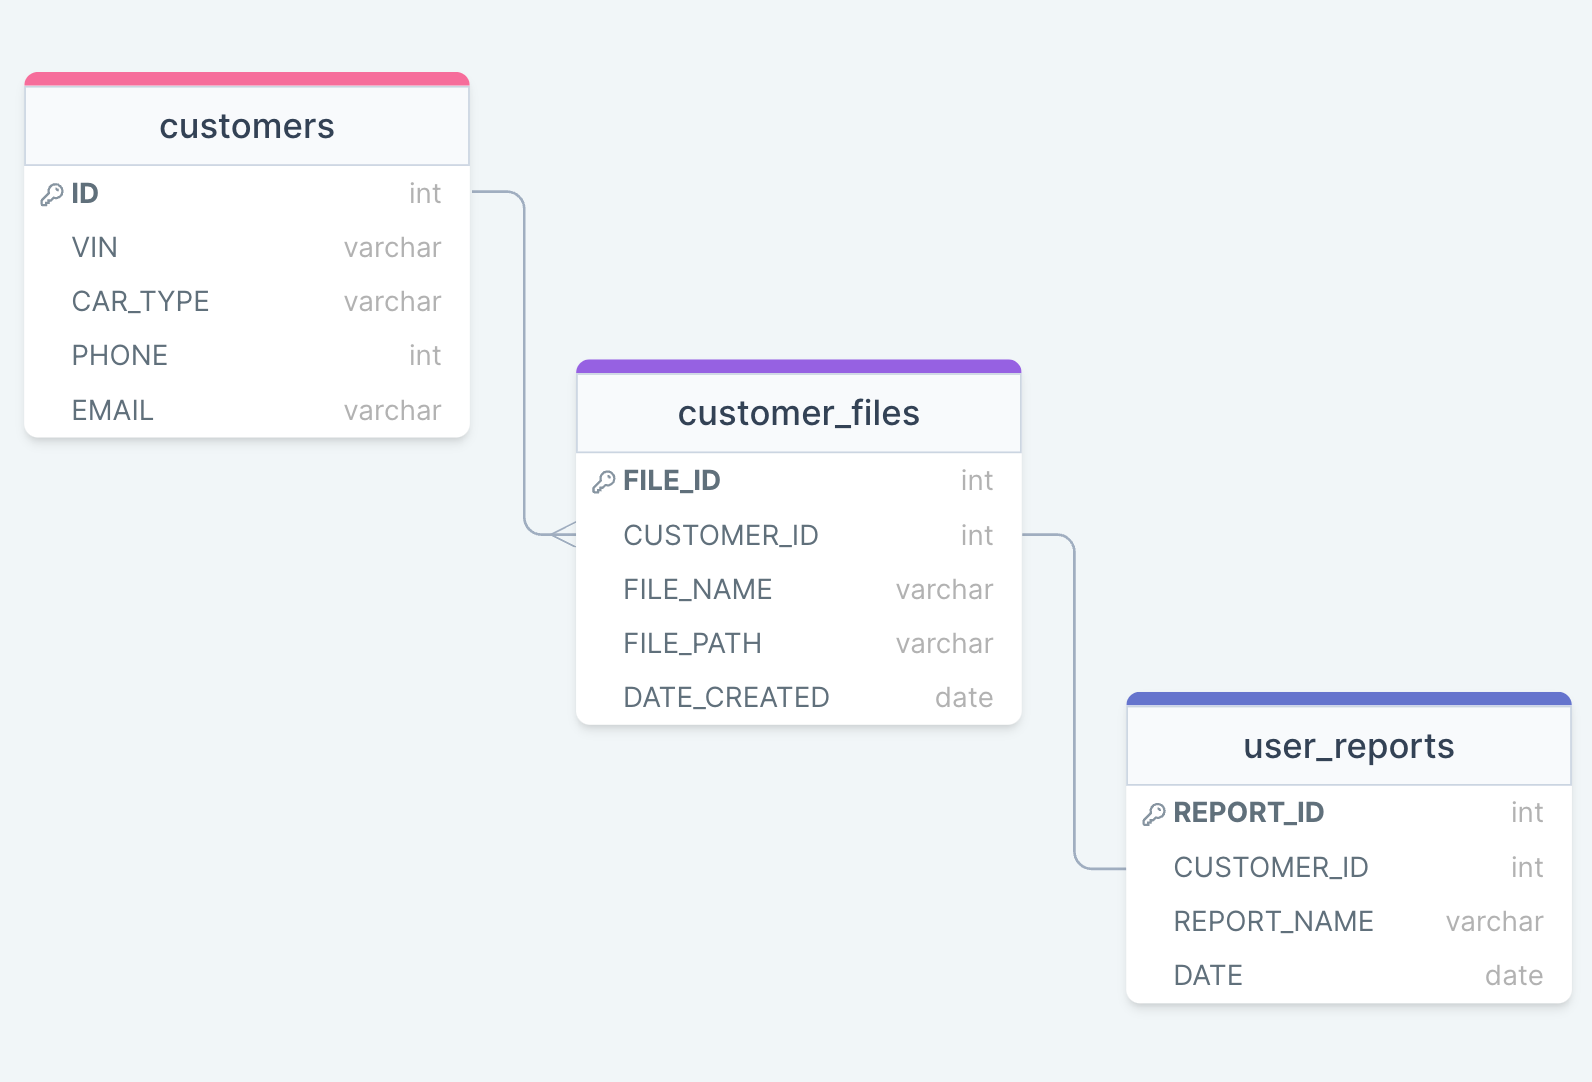 customers
ID int
VIN varchar
CAR_TYPE varchar
PHONE int
EMAIL varchar
customer_files
FILE_ID int
CUSTOMER_ID int
FILE_NAME varchar
FILE_PATH varchar
DATE_CREATED date
user_reports
REPORT_ID int
CUSTOMER_ID int
REPORT_NAME varchar
DATE date